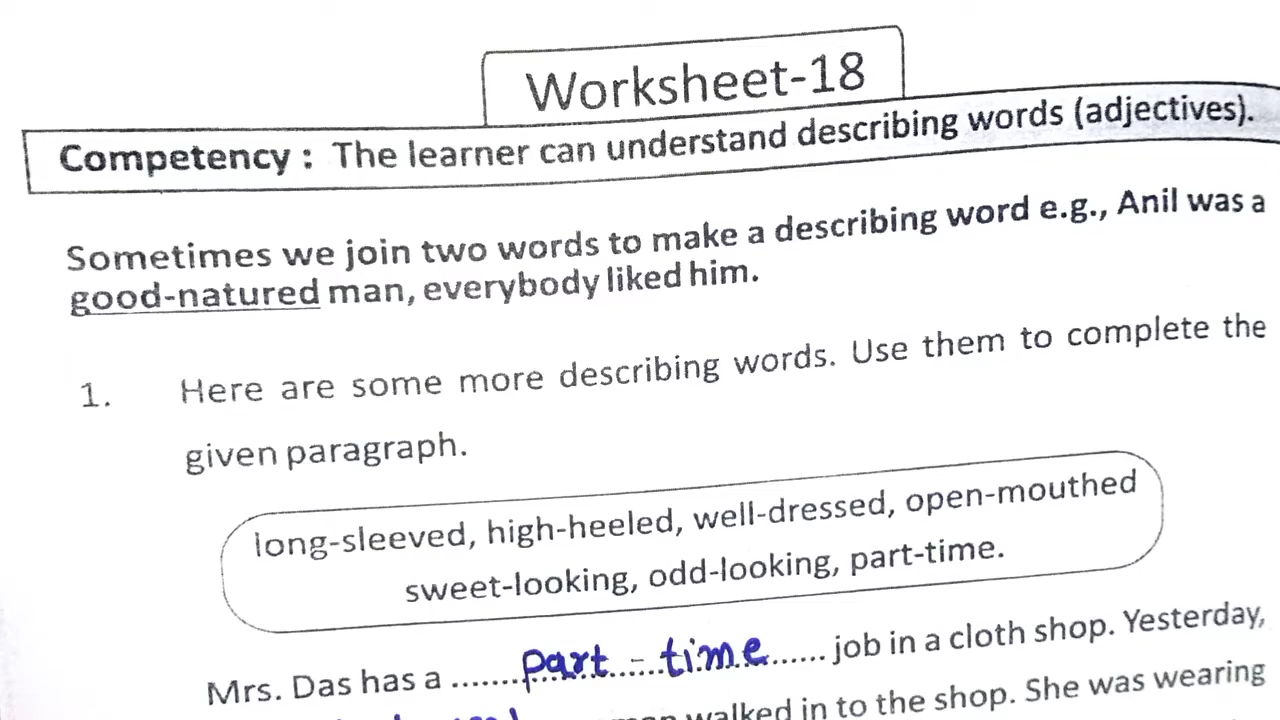 Worksheet-18
Competency : The learner can understand describing words (adjectives).
Sometimes we join two words to make a describing word e.g., Anil was a
good-natured man, everybody liked him.
1. Here are some more describing words. Use them to complete the
given paragraph.
long-sleeved, high-heeled, well-dressed, open-mouthed
sweet-looking, odd-looking, part-time.
Mrs. Das has a .......part - time...... job in a cloth shop. Yesterday,
walked in to the shop. She was wearing